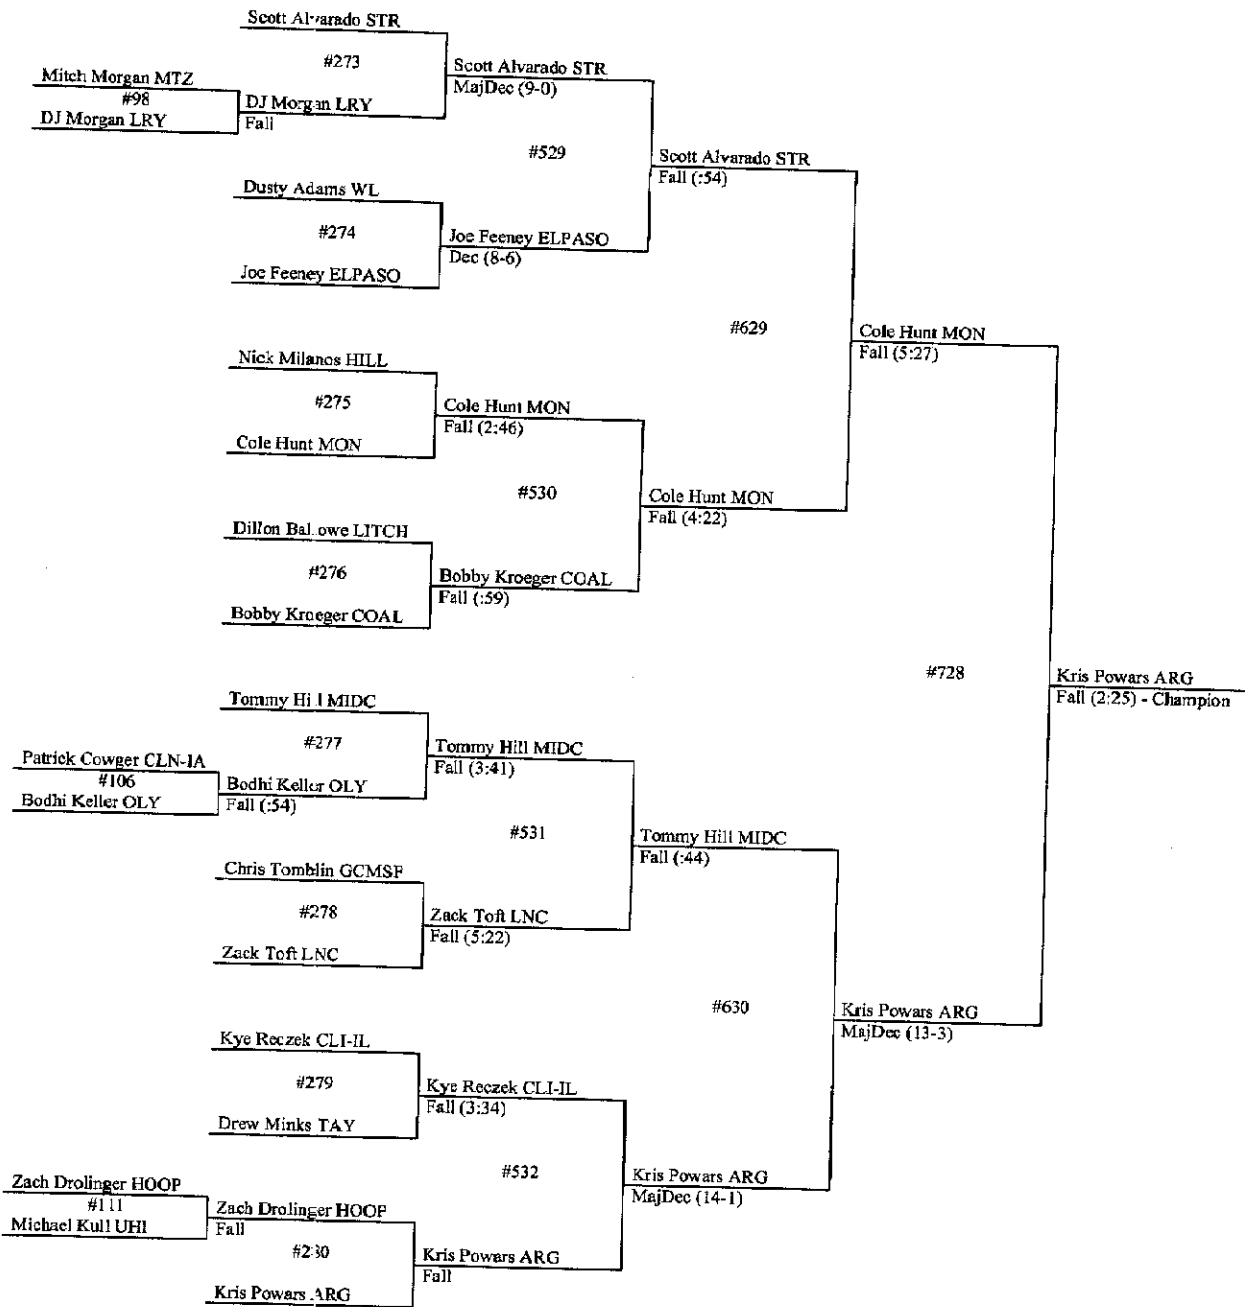 Scott Alvarado STR
#273
Scott Alvarado STR
MajDec (9-0)
Mitch Morgan MTZ
#98
DJ Morgan LRY
DJ Morgan LRY
Fall
#529
Scott Alvarado STR
Fall (:54)
Dusty Adams WL
#274
Joe Feeney ELPASO
Dec (8-6)
Joe Feeney ELPASO
#629
Cole Hunt MON
Fall (5:27)
Nick Milanos HILL
#275
Cole Hunt MON
Fall (2:46)
Cole Hunt MON
#530
Cole Hunt MON
Fall (4:22)
Dillon Ballowe LITCH
#276
Bobby Kroeger COAL
Fall (:59)
Bobby Kroeger COAL
#728
Kris Powars ARG
Fall (2:25) - Champion
Tommy Hill MIDC
#277
Tommy Hill MIDC
Fall (3:41)
Patrick Cowger CLN-IA
#106
Bodhi Keller OLY
Bodhi Keller OLY
Fall (:54)
#531
Tommy Hill MIDC
Fall (:44)
Chris Tomblin GCMSF
#278
Zack Toft LNC
Fall (5:22)
Zack Toft LNC
#630
Kris Powars ARG
MajDec (13-3)
Kye Reczek CLI-IL
#279
Kye Reczek CLI-IL
Fall (3:34)
Drew Minks TAY
#532
Kris Powars ARG
MajDec (14-1)
Zach Drolinger HOOP
#111
Michael Kull UHI
Zach Drolinger HOOP
Fall
#280
Kris Powars ARG
Fall
Kris Powars ARG